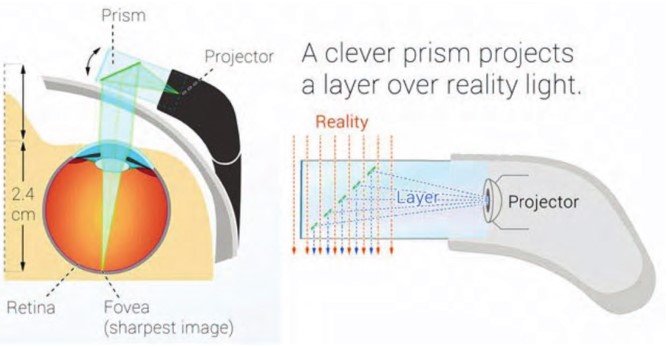 Prism
Projector
2.4
cm
Retina
Fovea
(sharpest image)
A clever prism projects
a layer over reality light.
Reality
Layer
Projector